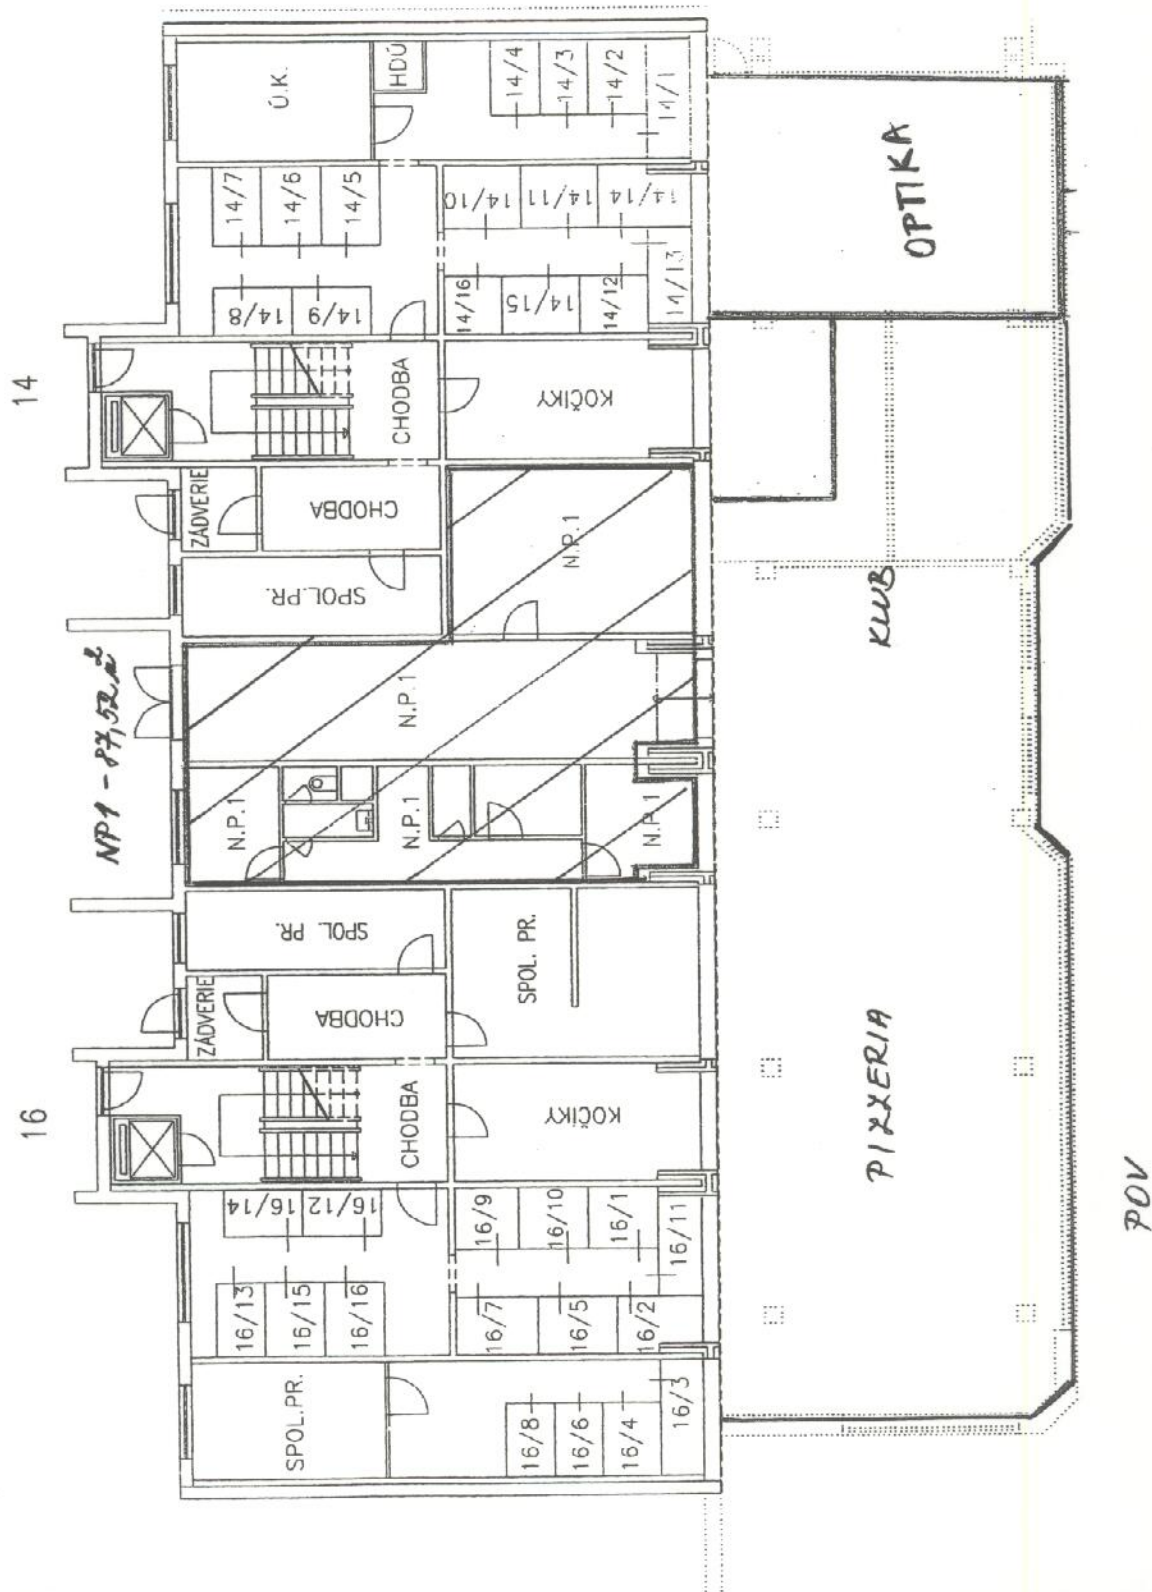 14
16
NP1 - 87,52 m²
Ú.K.
HDÚ
14/4
14/3
14/2
14/1
14/7
14/6
14/5
14/8
14/9
14/10
14/11
14/14
14/16
14/15
14/12
14/13
CHODBA
KOČIKY
ZÁDVERIE
CHODBA
SPOL.PR.
N.P.1
N.P.1
N.P.1
N.P.1
N.P.1
SPOL. PR.
ZÁDVERIE
CHODBA
SPOL. PR.
CHODBA
KOČIKY
16/14
16/12
16/13
16/15
16/16
16/9
16/10
16/1
16/11
16/7
16/5
16/2
SPOL.PR.
16/8
16/6
16/4
16/3
OPTIKA
KLUB
PIZZERIA
POV